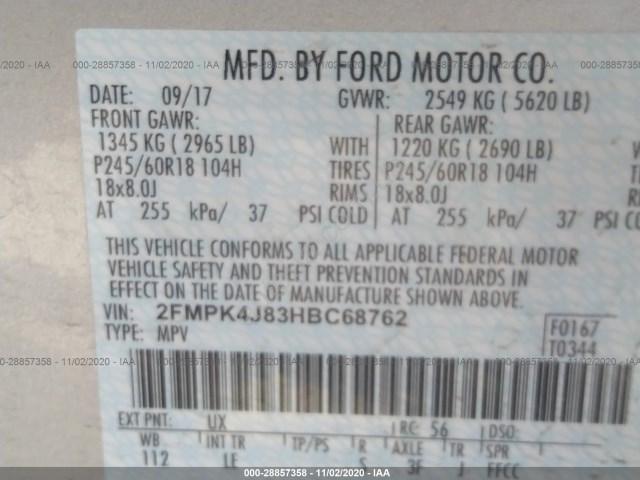 000-28857358 - 11/02/2020 - IAA
MFD. BY FORD MOTOR CO.
DATE: 09/17 GVWR: 2549 KG ( 5620 LB)
FRONT GAWR: REAR GAWR:
1345 KG ( 2965 LB) WITH 1220 KG ( 2690 LB)
P245/60R18 104H TIRES P245/60R18 104H
18x8.0J RIMS 18x8.0J
AT 255 kPa/ 37 PSI COLD AT 255 kPa/ 37 PSI
THIS VEHICLE CONFORMS TO ALL APPLICABLE FEDERAL MOTOR
VEHICLE SAFETY AND THEFT PREVENTION STANDARDS IN
EFFECT ON THE DATE OF MANUFACTURE SHOWN ABOVE.
VIN: 2FMPK4J83HBC68762
TYPE: MPV
F0167
T0344
EXT PNT: UX RC: 56 DSO:
WB INT TR TP/PS R AXLE TR SPR
112 LE S 3F J FFCC
000-28857358 - 11/02/2020 - IAA